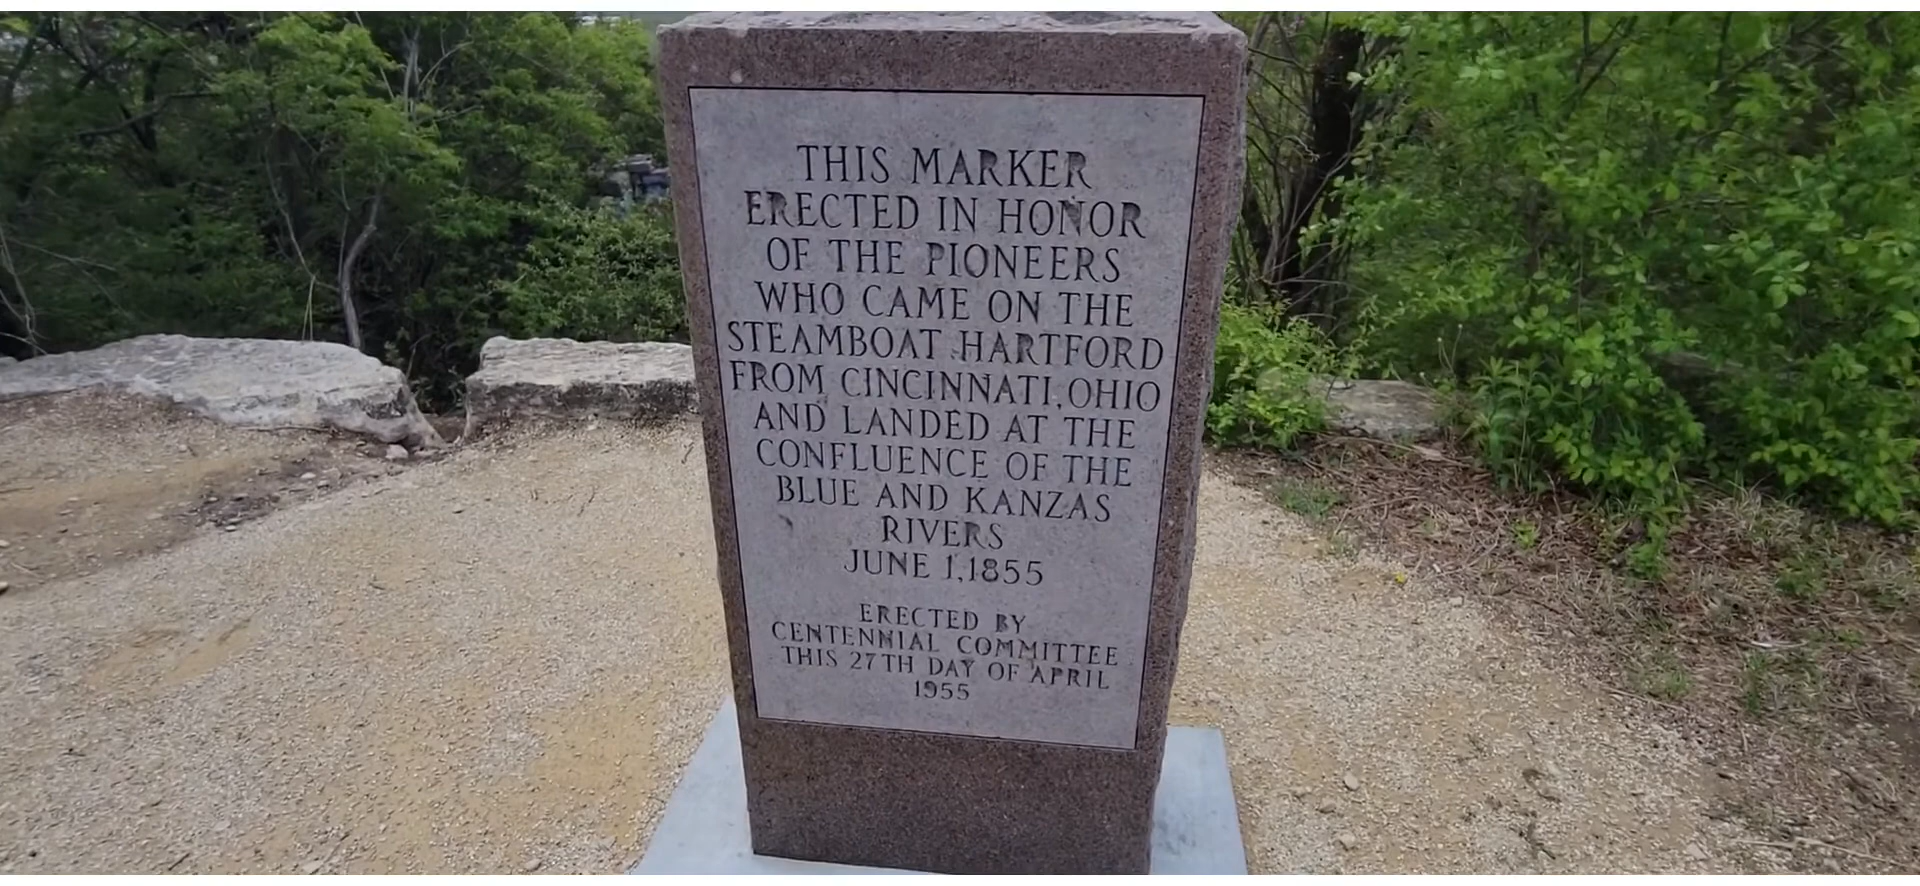 THIS MARKER
ERECTED IN HONOR
OF THE PIONEERS
WHO CAME ON THE
STEAMBOAT HARTFORD
FROM CINCINNATI, OHIO
AND LANDED AT THE
CONFLUENCE OF THE
BLUE AND KANZAS
RIVERS
JUNE 1, 1855
ERECTED BY
CENTENNIAL COMMITTEE
THIS 27TH DAY OF APRIL
1955